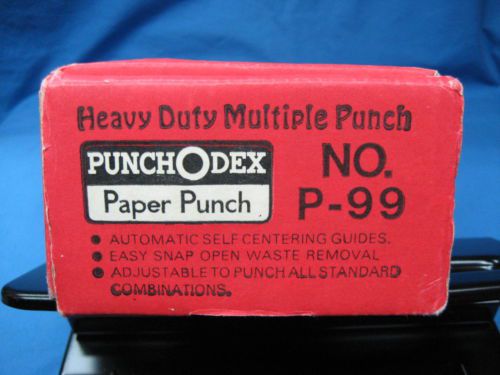 Heavy Duty Multiple Punch
PUNCHODEX
Paper Punch
NO.
P-99
• AUTOMATIC SELF CENTERING GUIDES.
• EASY SNAP OPEN WASTE REMOVAL
• ADJUSTABLE TO PUNCH ALL STANDARD
COMBINATIONS.